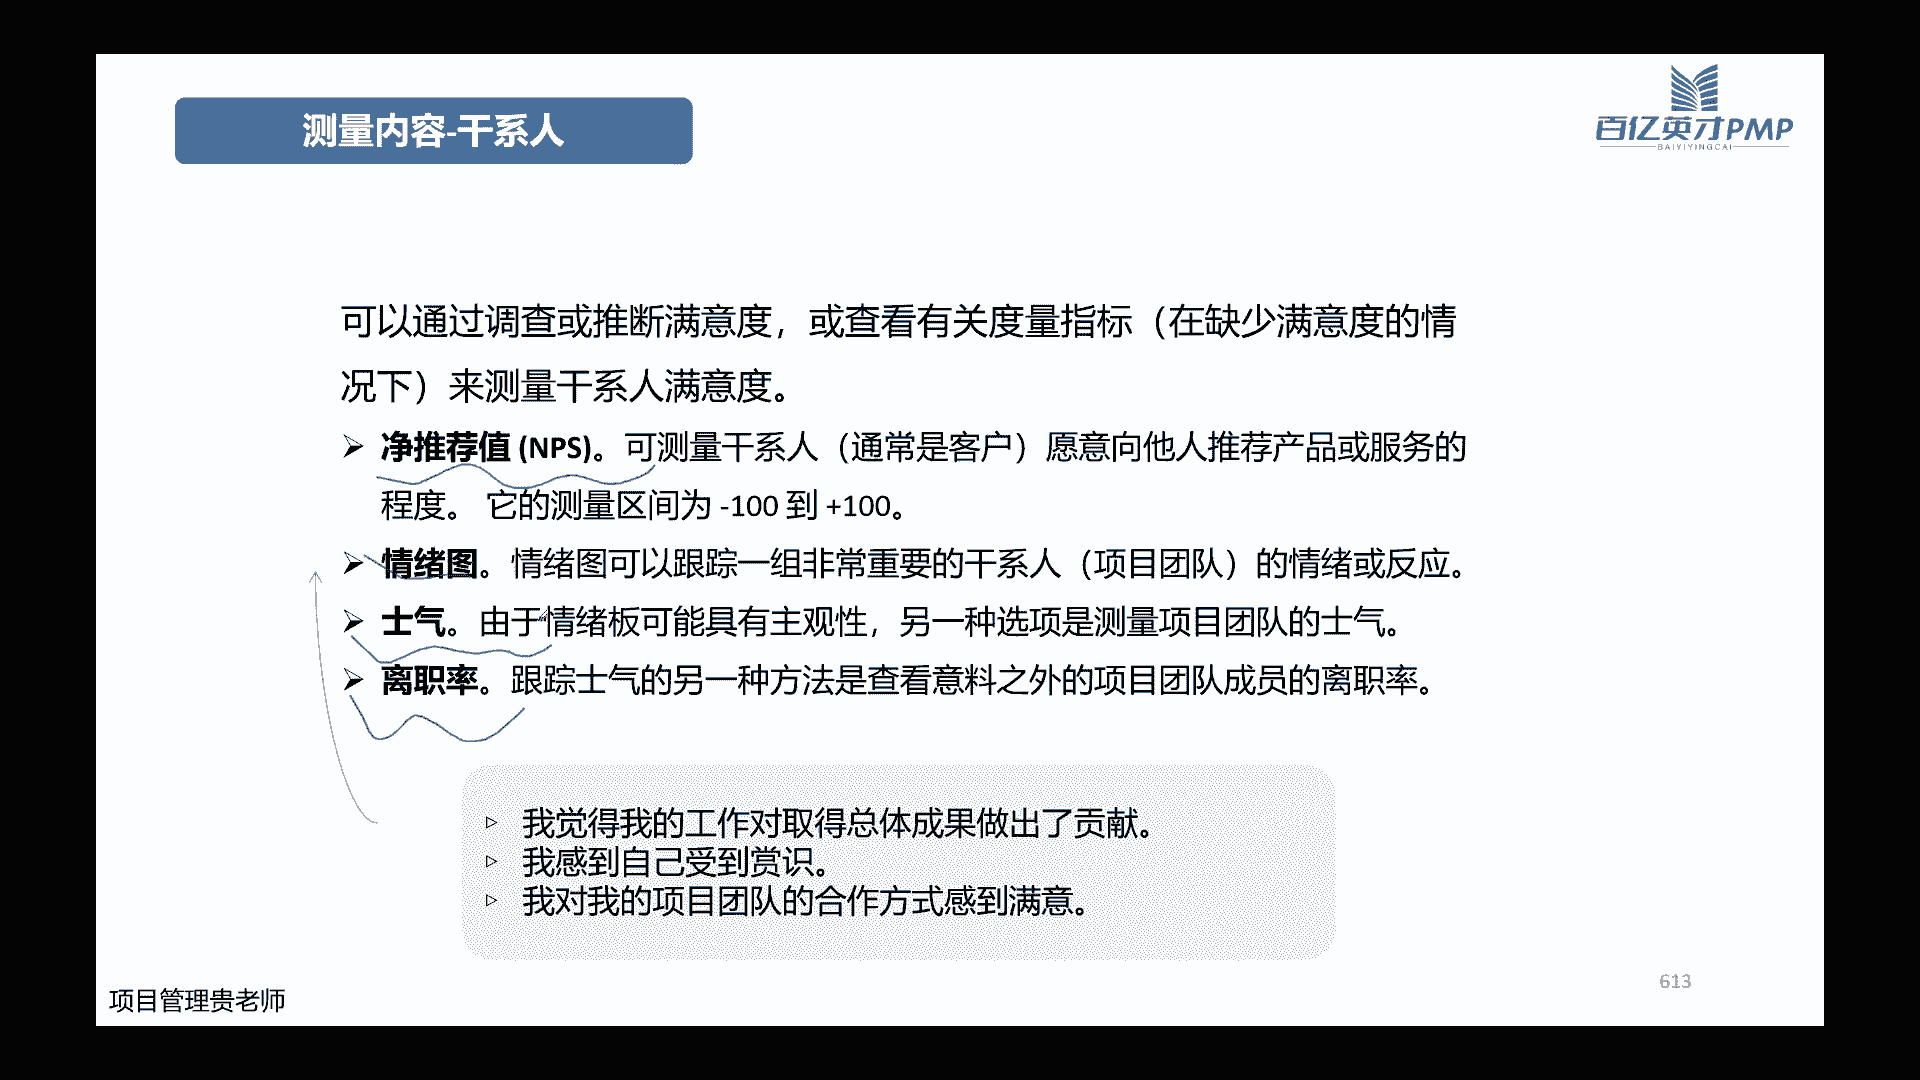 测量内容-干系人
百亿英才PMP
BAIYIYINGCAI
可以通过调查或推断满意度，或查看有关度量指标（在缺少满意度的情
况下）来测量干系人满意度。
➢ 净推荐值 (NPS)。可测量干系人（通常是客户）愿意向他人推荐产品或服务的
程度。 它的测量区间为 -100 到 +100。
➢ 情绪图。情绪图可以跟踪一组非常重要的干系人（项目团队）的情绪或反应。
➢ 士气。由于情绪板可能具有主观性，另一种选项是测量项目团队的士气。
➢ 离职率。跟踪士气的另一种方法是查看意料之外的项目团队成员的离职率。
▷ 我觉得我的工作对取得总体成果做出了贡献。
▷ 我感到自己受到赏识。
▷ 我对我的项目团队的合作方式感到满意。
613
项目管理贵老师